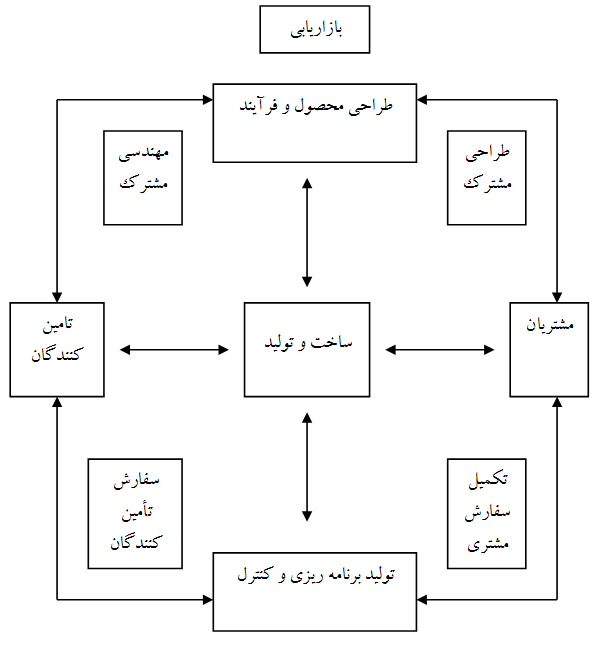 بازاریابی
طراحی محصول و فرآیند
طراحی
مشترک
مهندسی
مشترک
مشتریان
ساخت و تولید
تامین
کنندگان
تکمیل
سفارش
مشتری
سفارش
تأمین
کنندگان
تولید برنامه ریزی و کنترل